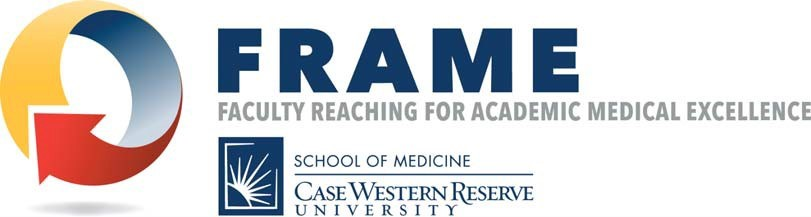 FRAME
FACULTY REACHING FOR ACADEMIC MEDICAL EXCELLENCE
SCHOOL OF MEDICINE
CASE WESTERN RESERVE
UNIVERSITY